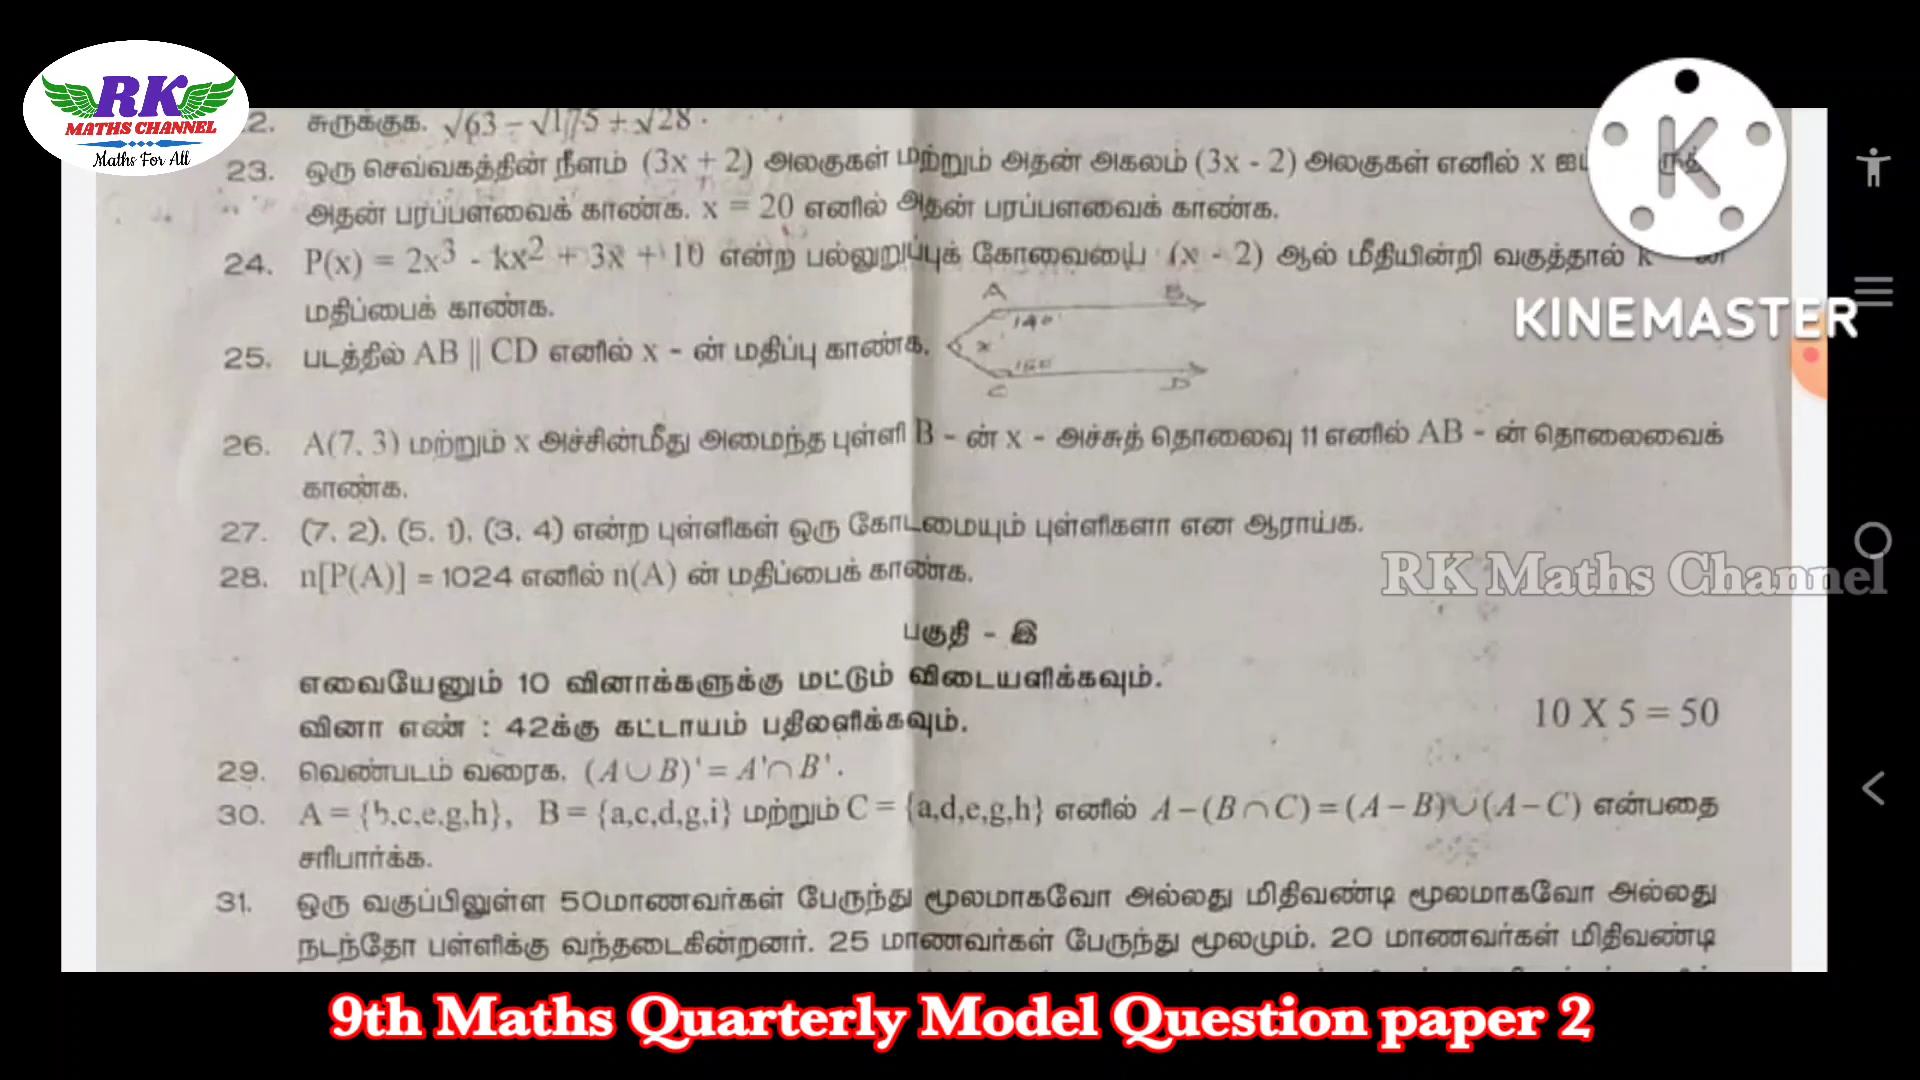 RK
MATHS CHANNEL
Maths For All
K
KINEMASTER
22. சுருக்குக. √63 – √175 + √28 .
23. ஒரு செவ்வகத்தின் நீளம் (3x + 2) அலகுகள் மற்றும் அதன் அகலம் (3x - 2) அலகுகள் எனில் x
அதன் பரப்பளவைக் காண்க. x = 20 எனில் அதன் பரப்பளவைக் காண்க.
24. P(x) = 2x³ - kx² + 3x + 10 என்ற பல்லுறுப்புக் கோவையை (x - 2) ஆல் மீதியின்றி வகுத்தால் k - ன்
மதிப்பைக் காண்க.
25. படத்தில் AB || CD எனில் x - ன் மதிப்பு காண்க.
A B
140°
x
150°
C D
26. A(7, 3) மற்றும் x அச்சின்மீது அமைந்த புள்ளி B - ன் x - அச்சுத் தொலைவு 11 எனில் AB - ன் தொலைவைக்
காண்க.
27. (7, 2), (5, 1), (3, 4) என்ற புள்ளிகள் ஒரு கோடமையும் புள்ளிகளா என ஆராய்க.
28. n[P(A)] = 1024 எனில் n(A) ன் மதிப்பைக் காண்க.
RK Maths Channel
பகுதி - இ
எவையேனும் 10 வினாக்களுக்கு மட்டும் விடையளிக்கவும்.
வினா எண் : 42க்கு கட்டாயம் பதிலளிக்கவும்.
10 X 5 = 50
29. வெண்படம் வரைக. (A∪B)' = A'∩B' .
30. A = {b,c,e,g,h}, B = {a,c,d,g,i} மற்றும் C = {a,d,e,g,h} எனில் A – (B∩C) = (A – B)∪(A – C) என்பதை
சரிபார்க்க.
31. ஒரு வகுப்பிலுள்ள 50மாணவர்கள் பேருந்து மூலமாகவோ அல்லது மிதிவண்டி மூலமாகவோ அல்லது
நடந்தோ பள்ளிக்கு வந்தடைகின்றனர். 25 மாணவர்கள் பேருந்து மூலமும். 20 மாணவர்கள் மிதிவண்டி
9th Maths Quarterly Model Question paper 2